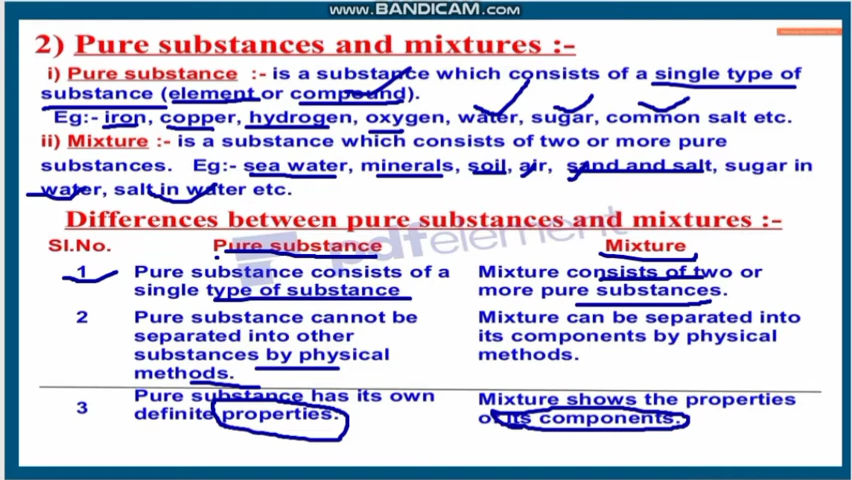 www.BANDICAM.com
2) Pure substances and mixtures :-
i) Pure substance :- is a substance which consists of a single type of
substance (element or compound).
Eg:- iron, copper, hydrogen, oxygen, water, sugar, common salt etc.
ii) Mixture :- is a substance which consists of two or more pure
substances. Eg:- sea water, minerals, soil, air, sand and salt, sugar in
water, salt in water etc.
Differences between pure substances and mixtures :-
Sl.No. Pure substance Mixture
pdfelement
1 Pure substance consists of a Mixture consists of two or
single type of substance more pure substances.
2 Pure substance cannot be Mixture can be separated into
separated into other its components by physical
substances by physical methods.
methods.
3 Pure substance has its own Mixture shows the properties
definite properties. of its components.